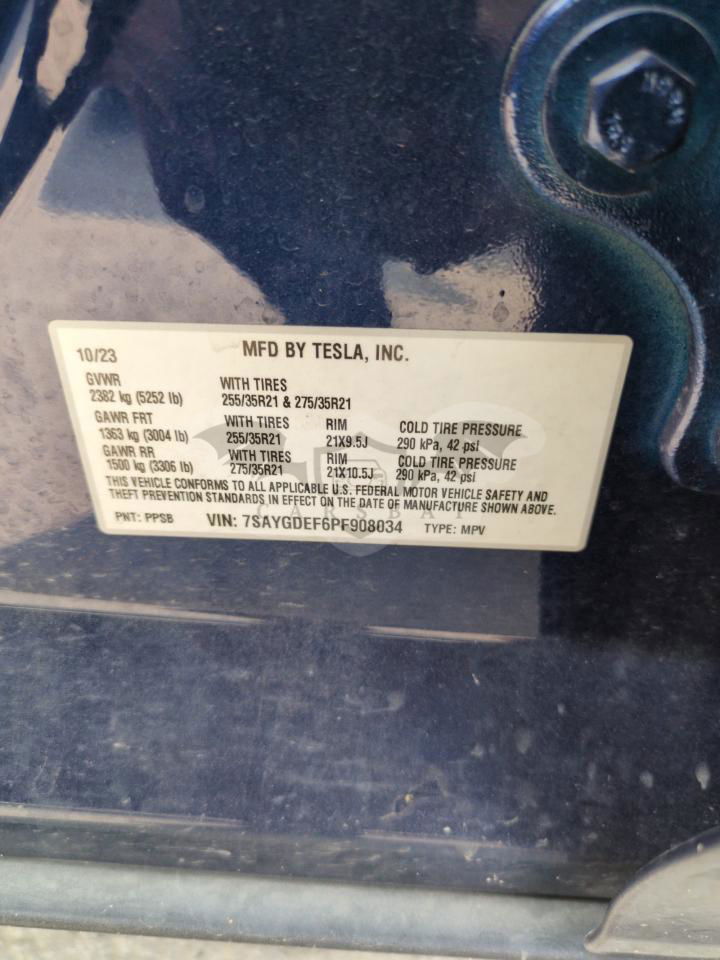 10/23 MFD BY TESLA, INC.
GVWR
2382 kg (5252 lb)
WITH TIRES
255/35R21 & 275/35R21
GAWR FRT WITH TIRES RIM COLD TIRE PRESSURE
1363 kg (3004 lb) 255/35R21 21X9.5J 290 kPa, 42 psi
GAWR RR WITH TIRES RIM COLD TIRE PRESSURE
1500 kg (3306 lb) 275/35R21 21X10.5J 290 kPa, 42 psi
THIS VEHICLE CONFORMS TO ALL APPLICABLE U.S. FEDERAL MOTOR VEHICLE SAFETY AND
THEFT PREVENTION STANDARDS IN EFFECT ON THE DATE OF MANUFACTURE SHOWN ABOVE.
PNT: PPSB VIN: 7SAYGDEF6PF908034 TYPE: MPV
CARSBAT